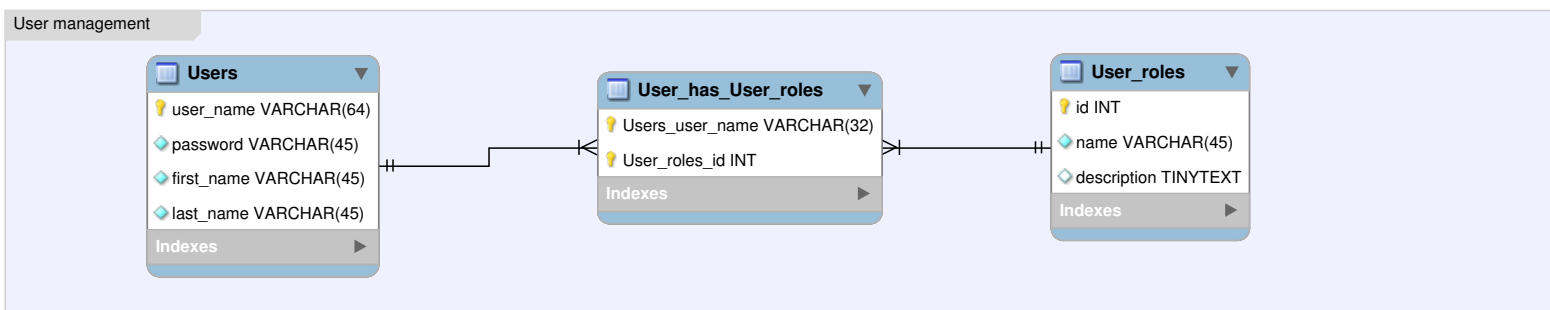 User management
Users
user_name VARCHAR(64)
password VARCHAR(45)
first_name VARCHAR(45)
last_name VARCHAR(45)
Indexes
User_has_User_roles
Users_user_name VARCHAR(32)
User_roles_id INT
Indexes
User_roles
id INT
name VARCHAR(45)
description TINYTEXT
Indexes